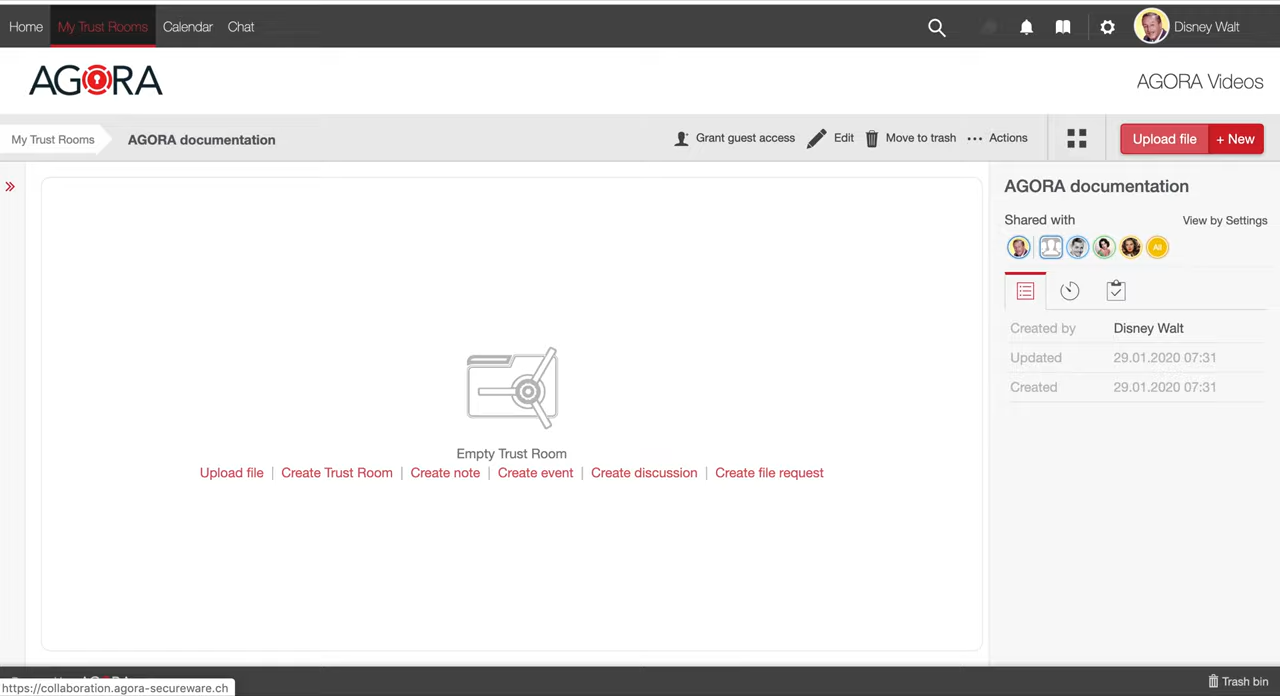 Home My Trust Rooms Calendar Chat Disney Walt
AGORA AGORA Videos
My Trust Rooms AGORA documentation Grant guest access Edit Move to trash Actions Upload file + New
AGORA documentation
Shared with View by Settings
All
Created by Disney Walt
Updated 29.01.2020 07:31
Created 29.01.2020 07:31
Empty Trust Room
Upload file | Create Trust Room | Create note | Create event | Create discussion | Create file request
Trash bin
https://collaboration.agora-secureware.ch